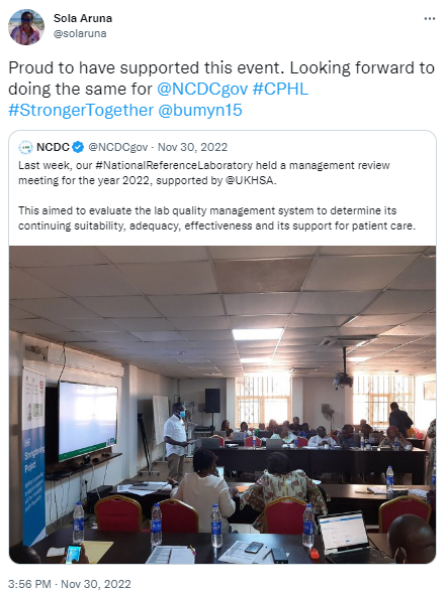 Sola Aruna
@solaruna
Proud to have supported this event. Looking forward to
doing the same for @NCDCgov #CPHL
#StrongerTogether @bumyn15
NCDC @NCDCgov · Nov 30, 2022
Last week, our #NationalReferenceLaboratory held a management review
meeting for the year 2022, supported by @UKHSA.
This aimed to evaluate the lab quality management system to determine its
continuing suitability, adequacy, effectiveness and its support for patient care.
IHR
Strengthening
Project
3:56 PM · Nov 30, 2022